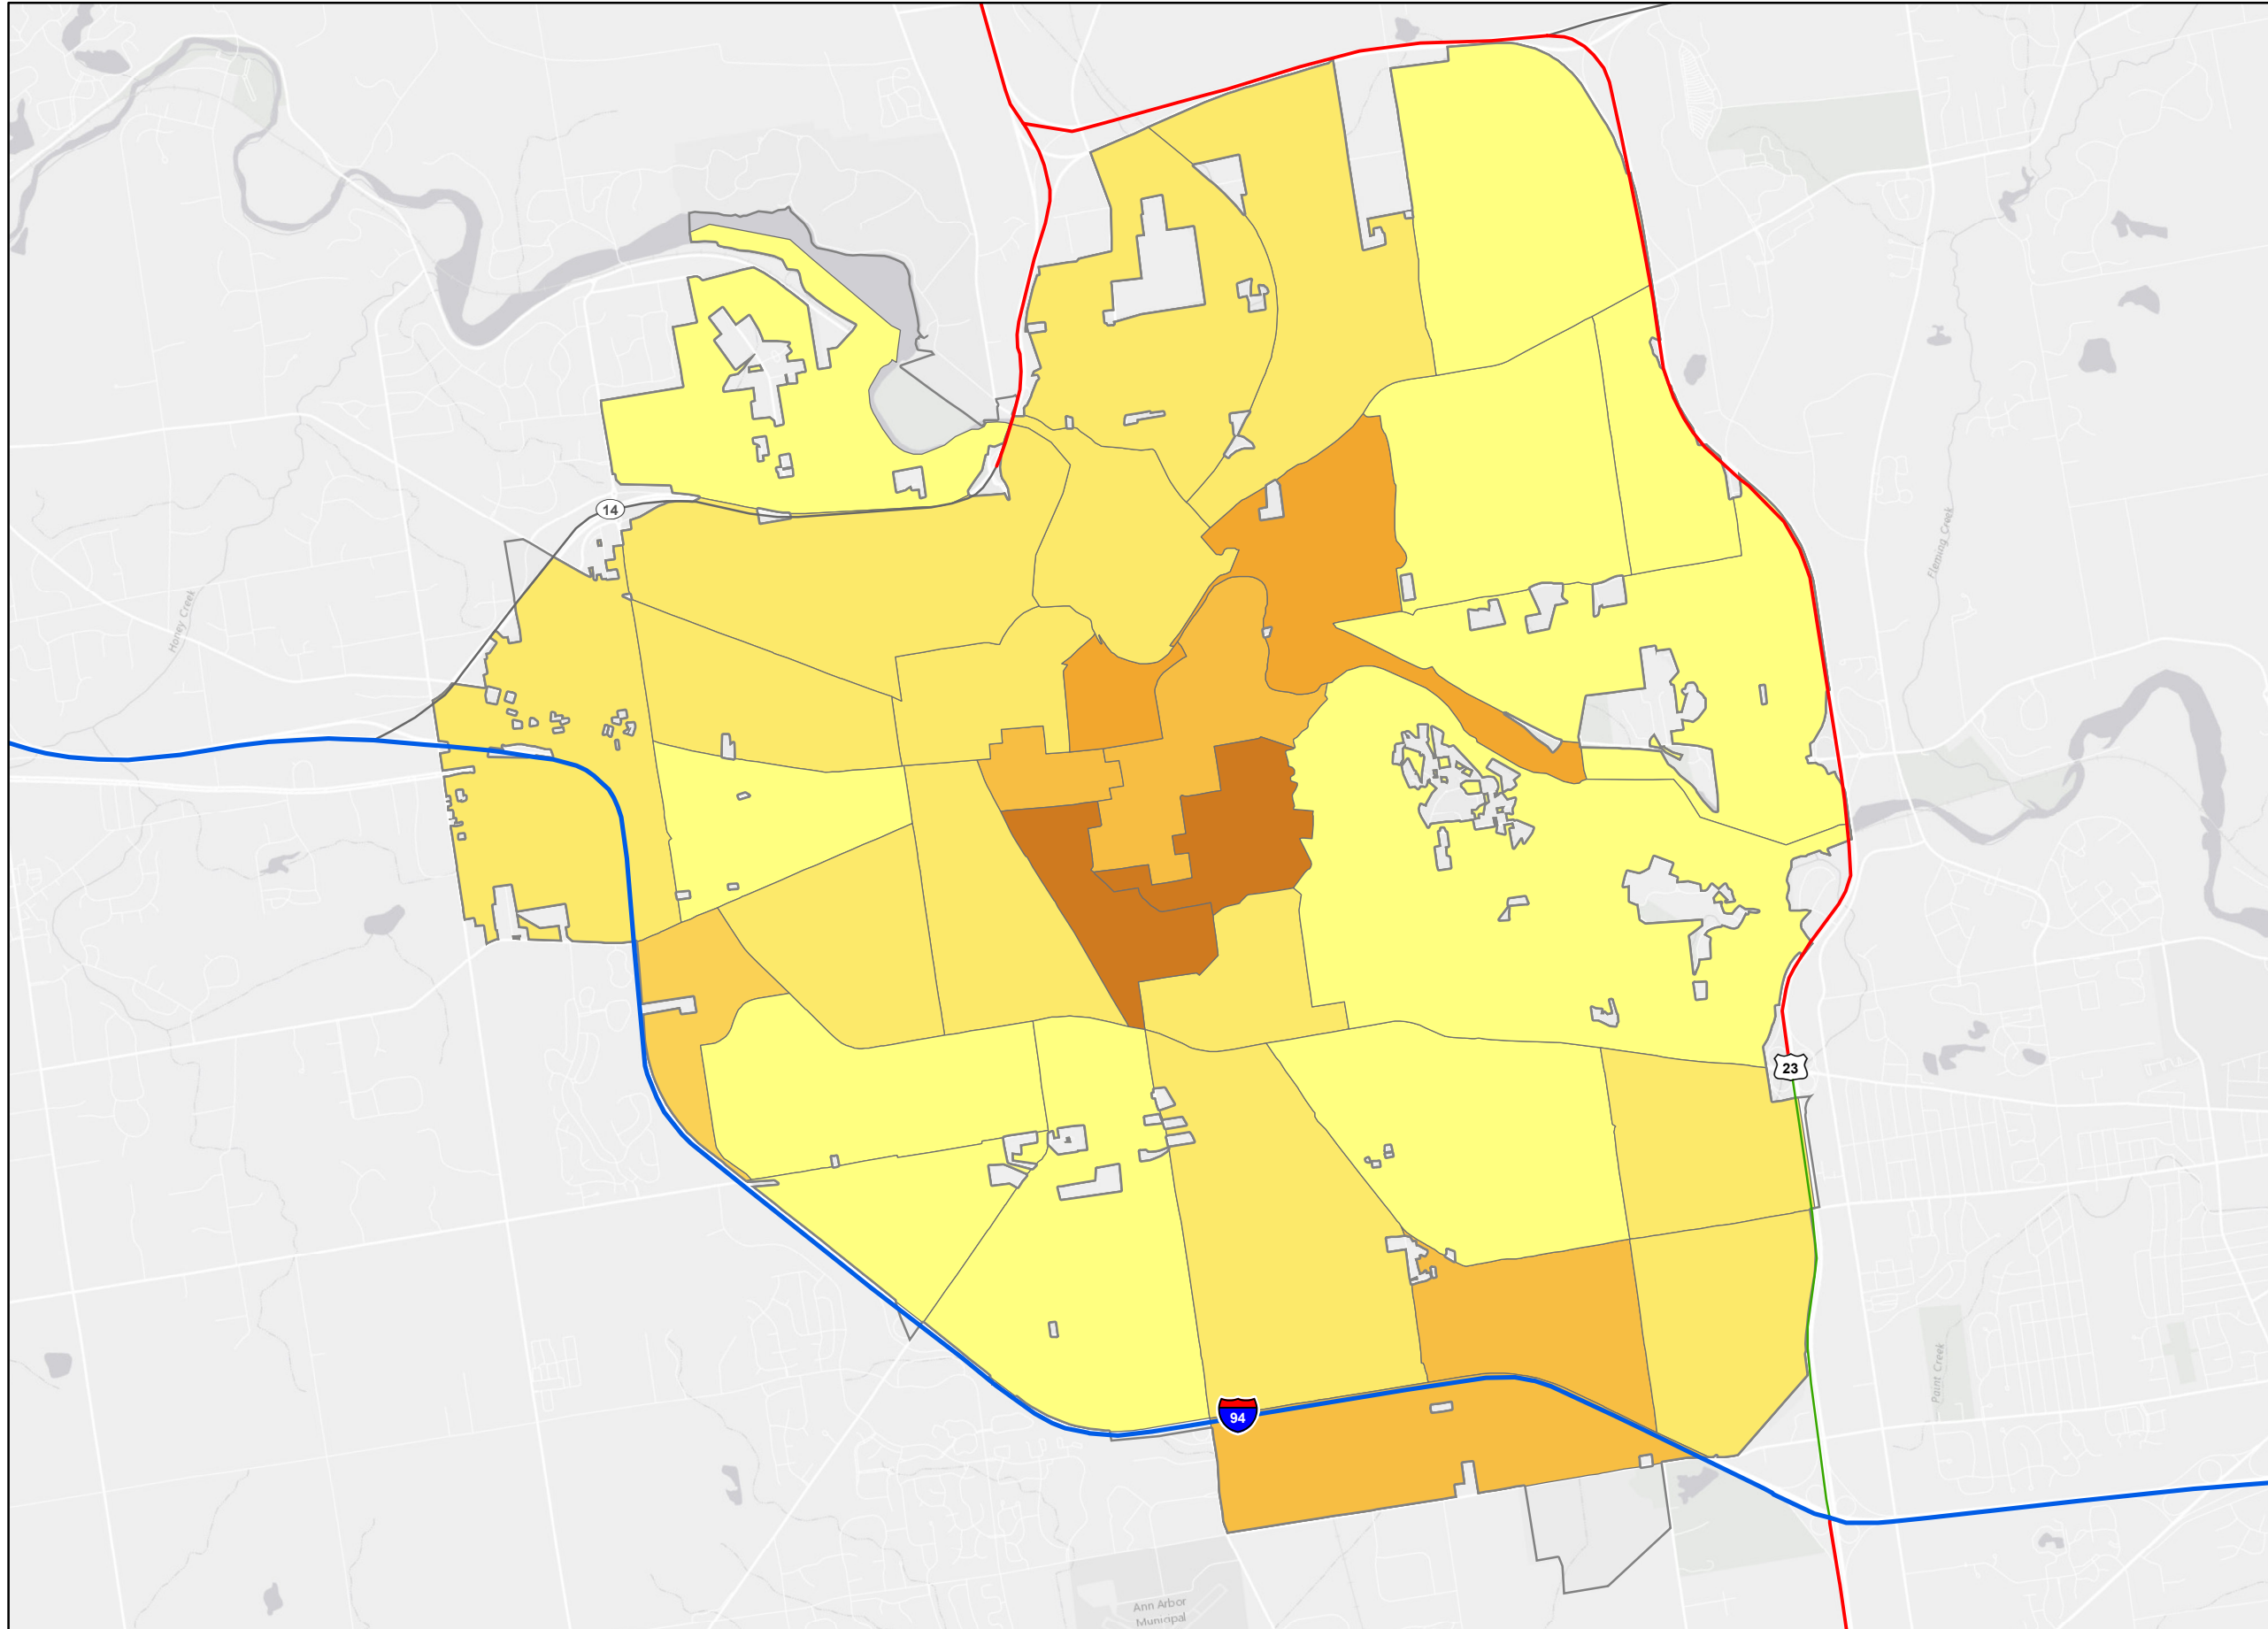 14
Honey Creek
Fleming Creek
23
Paint Creek
94
Ann Arbor
Municipal